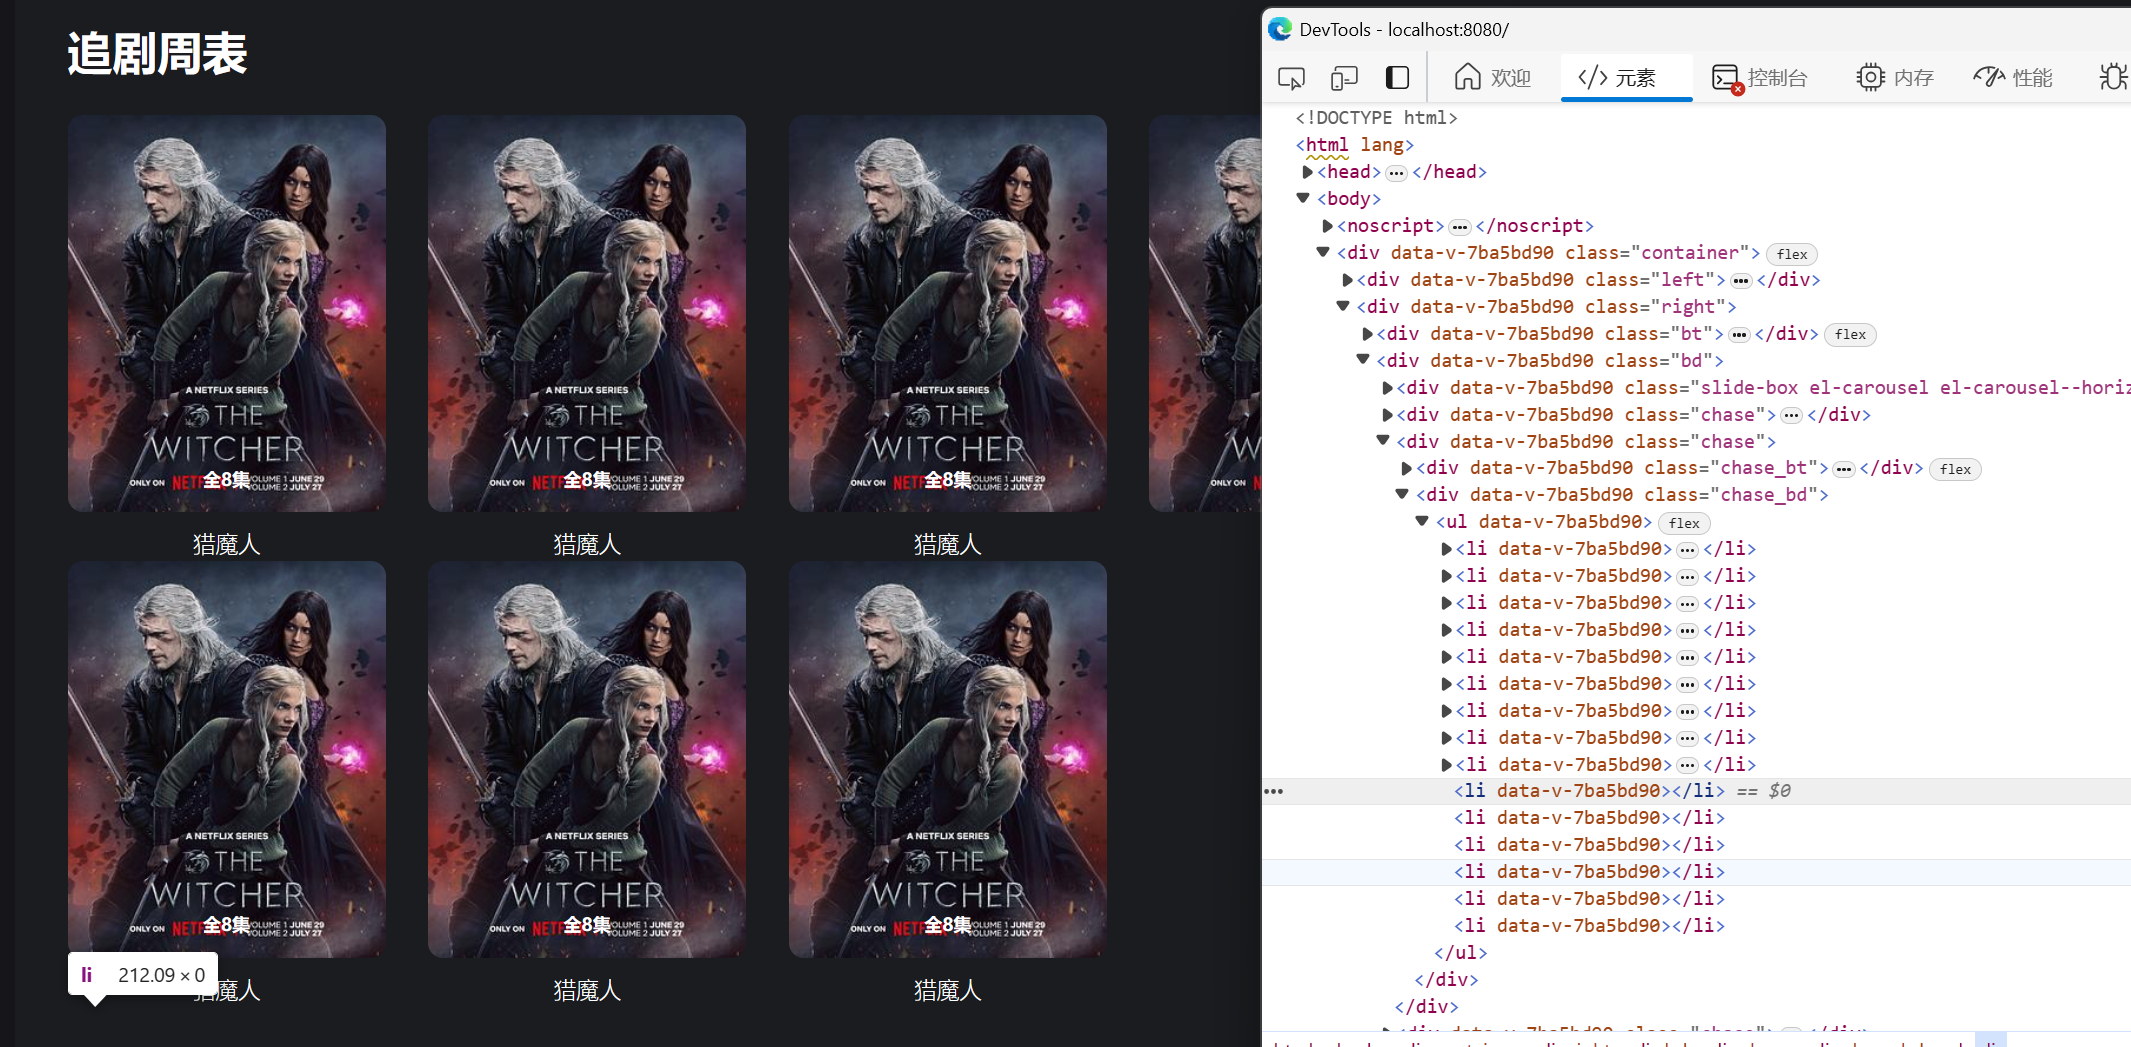 追剧周表
A NETFLIX SERIES
THE
WITCHER
全8集
ONLY ON NETF VOLUME 1 JUNE 29
VOLUME 2 JULY 27
猎魔人
A NETFLIX SERIES
THE
WITCHER
全8集
ONLY ON NETF VOLUME 1 JUNE 29
VOLUME 2 JULY 27
猎魔人
A NETFLIX SERIES
THE
WITCHER
全8集
ONLY ON NETF VOLUME 1 JUNE 29
VOLUME 2 JULY 27
猎魔人
ONLY ON
A NETFLIX SERIES
THE
WITCHER
全8集
ONLY ON NETF VOLUME 1 JUNE 29
VOLUME 2 JULY 27
猎魔人
A NETFLIX SERIES
THE
WITCHER
全8集
ONLY ON NETF VOLUME 1 JUNE 29
VOLUME 2 JULY 27
猎魔人
A NETFLIX SERIES
THE
WITCHER
全8集
ONLY ON NETF VOLUME 1 JUNE 29
VOLUME 2 JULY 27
猎魔人
li 212.09 × 0
DevTools - localhost:8080/
欢迎 </> 元素 控制台 内存 性能
<!DOCTYPE html>
<html lang>
<head> ••• </head>
<body>
<noscript> ••• </noscript>
<div data-v-7ba5bd90 class="container"> flex
<div data-v-7ba5bd90 class="left"> ••• </div>
<div data-v-7ba5bd90 class="right">
<div data-v-7ba5bd90 class="bt"> ••• </div> flex
<div data-v-7ba5bd90 class="bd">
<div data-v-7ba5bd90 class="slide-box el-carousel el-carousel--horiz
<div data-v-7ba5bd90 class="chase"> ••• </div>
<div data-v-7ba5bd90 class="chase">
<div data-v-7ba5bd90 class="chase_bt"> ••• </div> flex
<div data-v-7ba5bd90 class="chase_bd">
<ul data-v-7ba5bd90> flex
<li data-v-7ba5bd90> ••• </li>
<li data-v-7ba5bd90> ••• </li>
<li data-v-7ba5bd90> ••• </li>
<li data-v-7ba5bd90> ••• </li>
<li data-v-7ba5bd90> ••• </li>
<li data-v-7ba5bd90> ••• </li>
<li data-v-7ba5bd90> ••• </li>
<li data-v-7ba5bd90> ••• </li>
<li data-v-7ba5bd90> ••• </li>
••• <li data-v-7ba5bd90></li> == $0
<li data-v-7ba5bd90></li>
<li data-v-7ba5bd90></li>
<li data-v-7ba5bd90></li>
<li data-v-7ba5bd90></li>
<li data-v-7ba5bd90></li>
</ul>
</div>
</div>